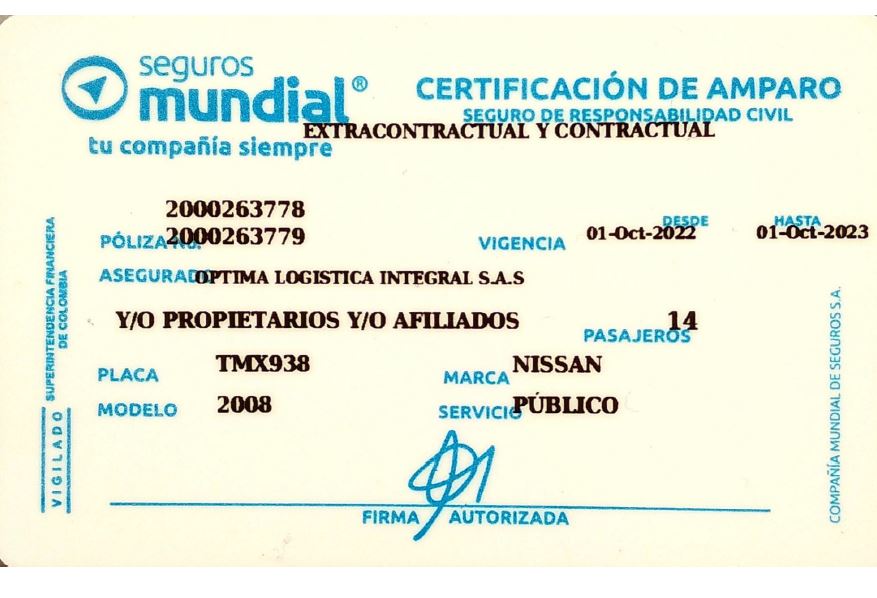 seguros
mundial®
tu compañía siempre
CERTIFICACIÓN DE AMPARO
SEGURO DE RESPONSABILIDAD CIVIL
EXTRACONTRACTUAL Y CONTRACTUAL
2000263778
PÓLIZA No. 2000263779
VIGENCIA
DESDE
01-Oct-2022
HASTA
01-Oct-2023
ASEGURADO OPTIMA LOGISTICA INTEGRAL S.A.S
Y/O PROPIETARIOS Y/O AFILIADOS
PASAJEROS 14
PLACA TMX938
MARCA NISSAN
MODELO 2008
SERVICIO PÚBLICO
FIRMA AUTORIZADA
VIGILADO
SUPERINTENDENCIA FINANCIERA
DE COLOMBIA
COMPAÑÍA MUNDIAL DE SEGUROS S.A.